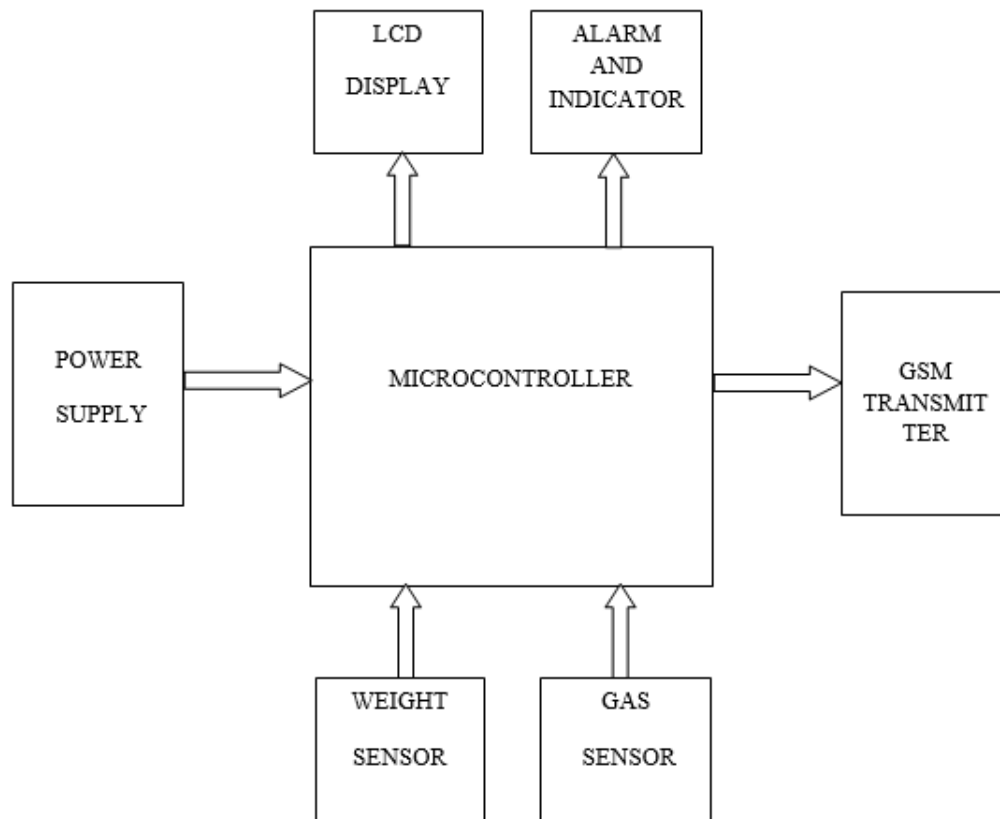 LCD
DISPLAY
ALARM
AND
INDICATOR
POWER
SUPPLY
MICROCONTROLLER
GSM
TRANSMIT
TER
WEIGHT
SENSOR
GAS
SENSOR